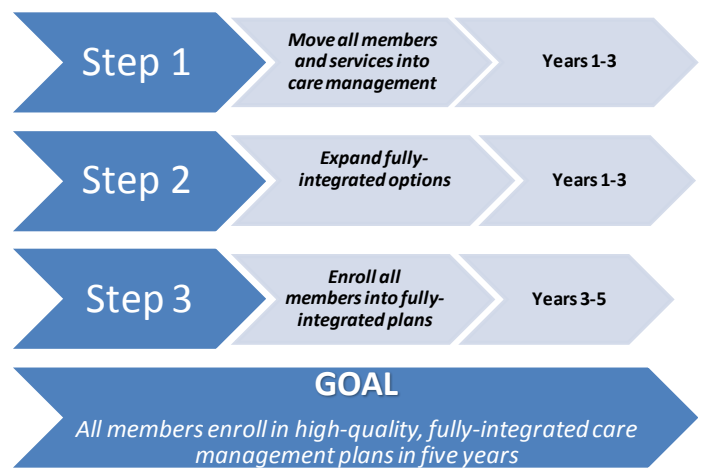 Step 1
Move all members
and services into
care management
Years 1-3
Step 2
Expand fully-
integrated options
Years 1-3
Step 3
Enroll all
members into fully-
integrated plans
Years 3-5
GOAL
All members enroll in high-quality, fully-integrated care
management plans in five years